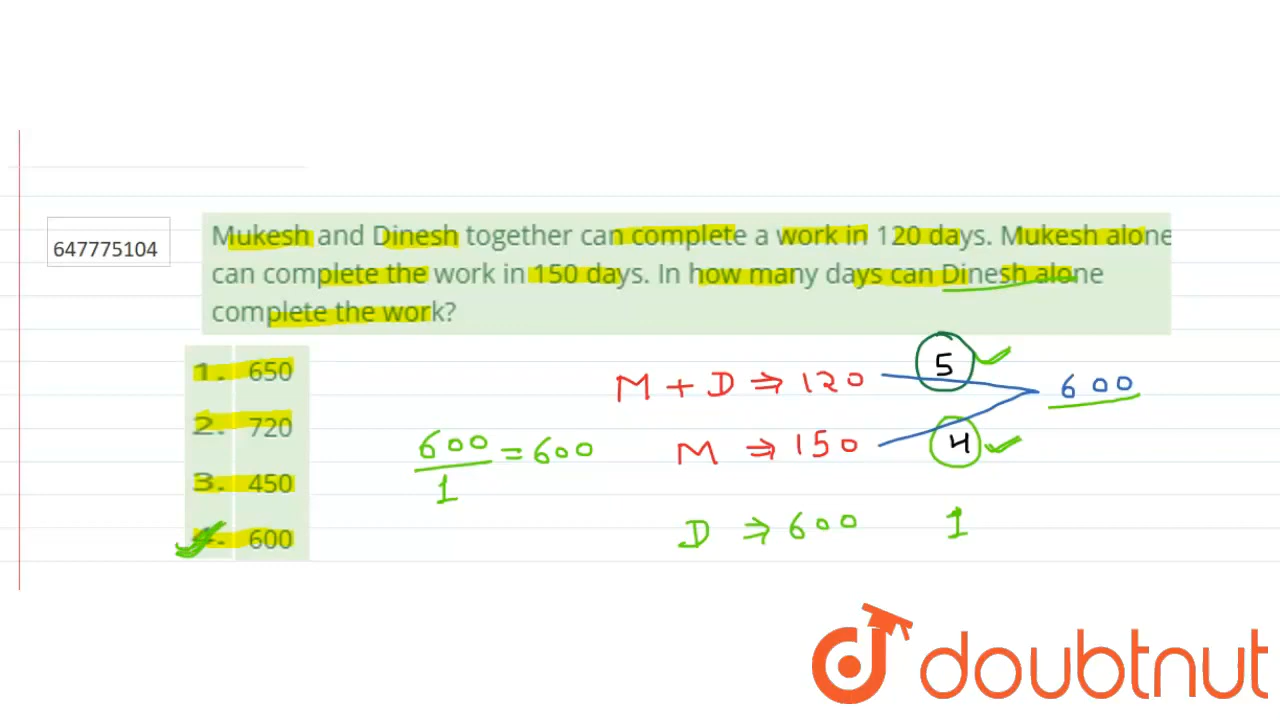 647775104
Mukesh and Dinesh together can complete a work in 120 days. Mukesh alone
can complete the work in 150 days. In how many days can Dinesh alone
complete the work?
1. 650
2. 720
3. 450
4. 600
M + D ⇒ 120 5 600
M ⇒ 150 4
600/1 = 600
D ⇒ 600 1
doubtnut